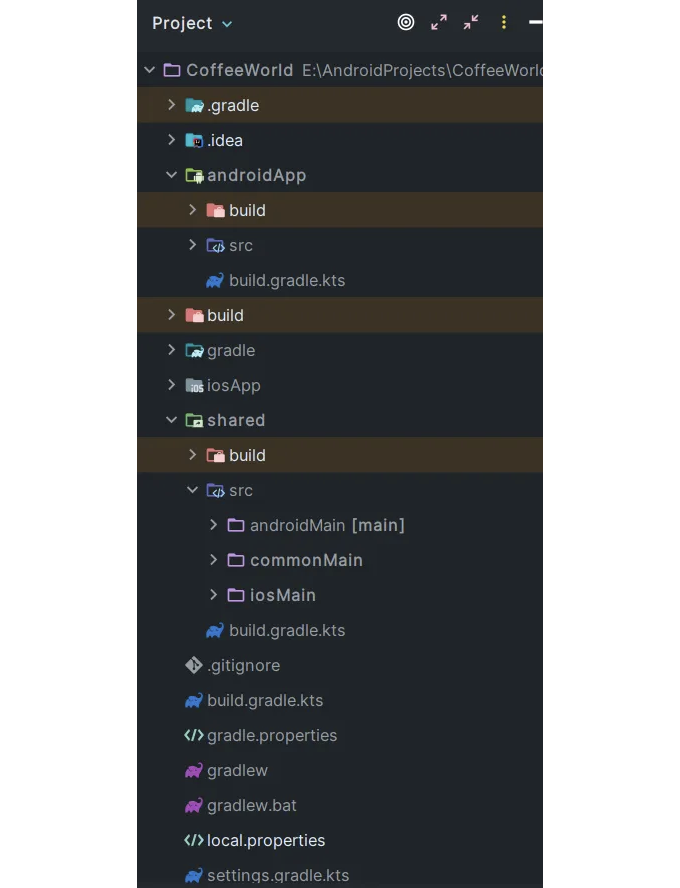 Project
CoffeeWorld E:\AndroidProjects\CoffeeWorl
.gradle
.idea
androidApp
build
src
build.gradle.kts
build
gradle
iosApp
shared
build
src
androidMain [main]
commonMain
iosMain
build.gradle.kts
.gitignore
build.gradle.kts
gradle.properties
gradlew
gradlew.bat
local.properties
settings.gradle.kts